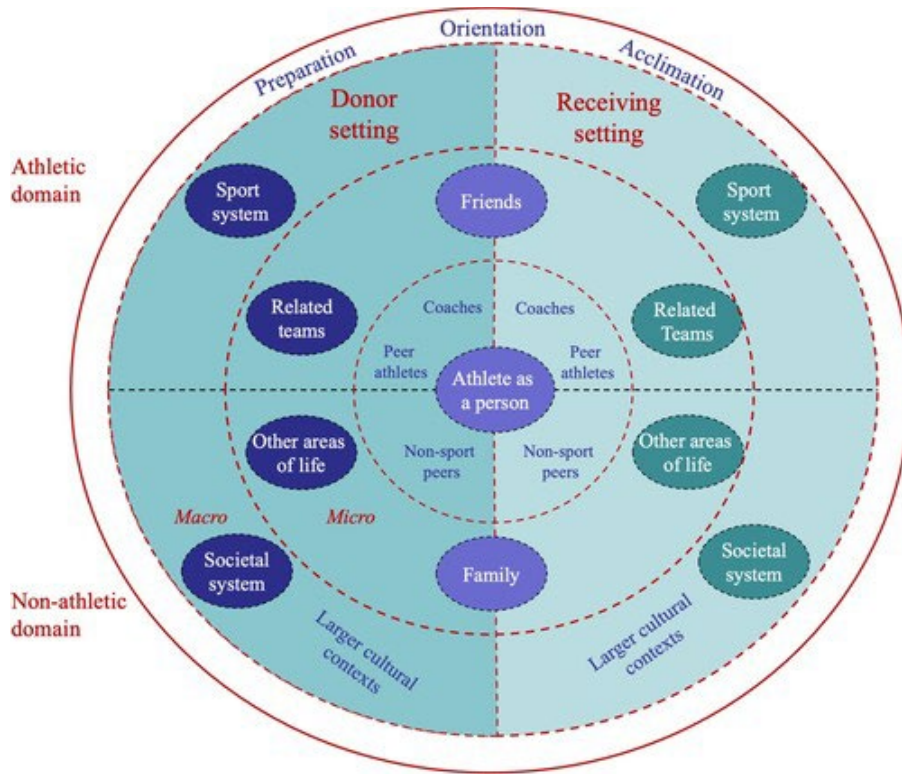 Orientation
Preparation
Acclimation
Donor
setting
Receiving
setting
Athletic
domain
Sport
system
Friends
Sport
system
Related
teams
Coaches
Coaches
Related
Teams
Peer
athletes
Athlete as
a person
Peer
athletes
Other areas
of life
Non-sport
peers
Non-sport
peers
Other areas
of life
Macro
Micro
Societal
system
Family
Societal
system
Non-athletic
domain
Larger cultural
contexts
Larger cultural
contexts